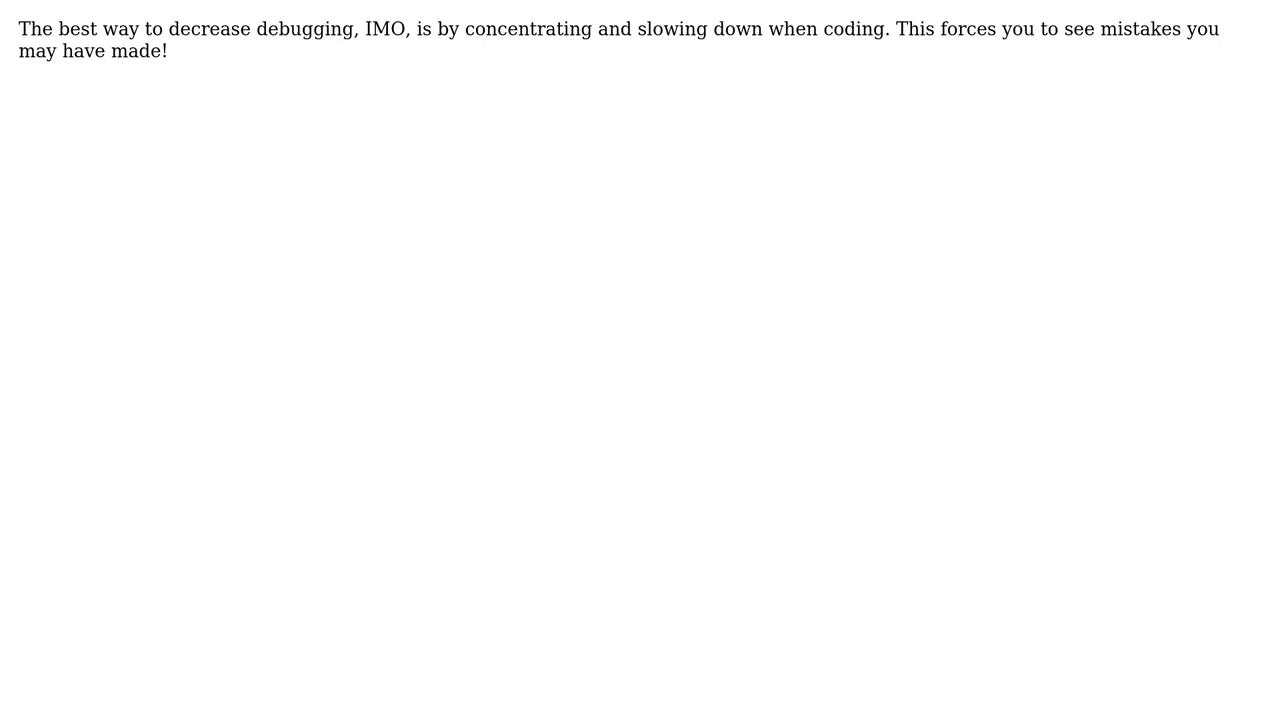 The best way to decrease debugging, IMO, is by concentrating and slowing down when coding. This forces you to see mistakes you
may have made!